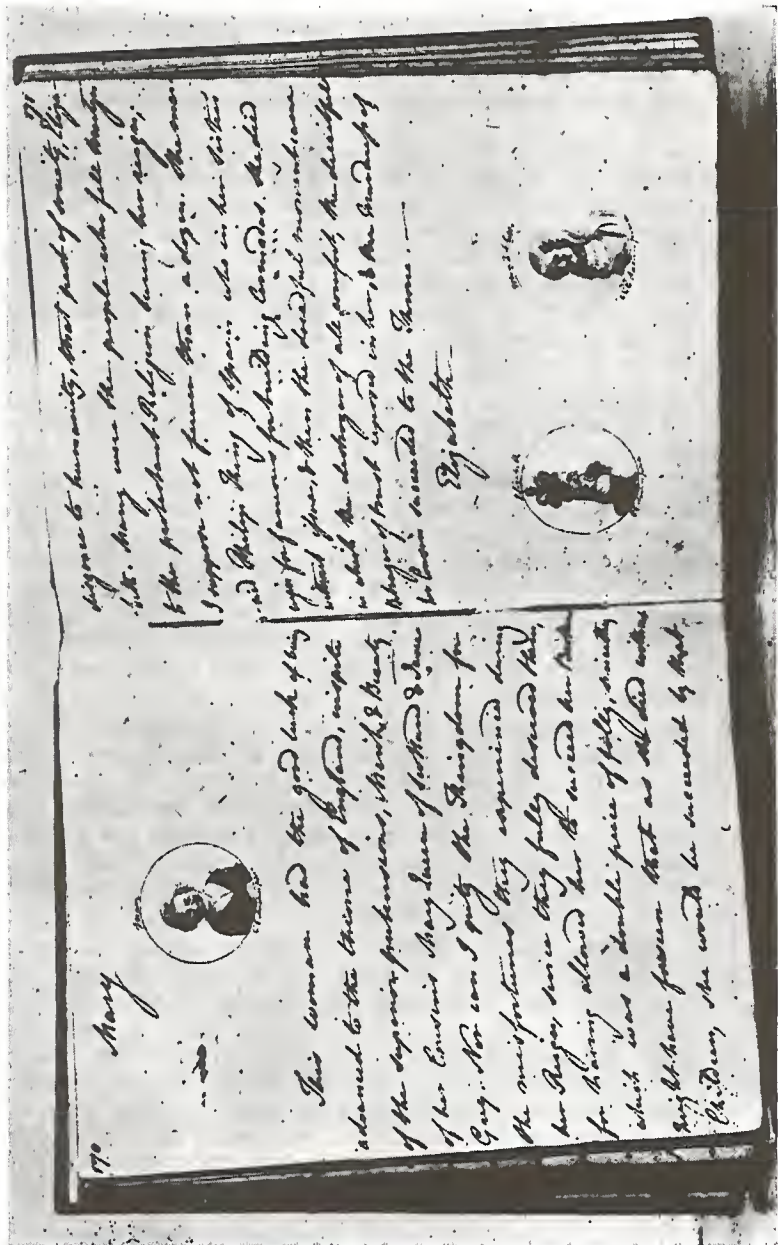 170
Mary
This woman had the good luck of being
advanced to the throne of England, inspite
of the superior pretensions, Merit, & Beauty
of her Cousins Mary Queen of Scotland & Jane
Grey. Nor can I pity the Kingdom for
the misfortunes they experienced during
her Reign, since they fully deserved them,
for having allowed her to succeed her Brother
which was a double peice of folly, since they
might have foreseen that as she died without
Children, she would be succeeded by that
171
disgrace to humanity, that pest of society, Eliza-
beth. Many were the people who fell martyrs
to the protestant Religion during her reign;
I suppose not fewer than a dozen. She mar-
ried Philip King of Spain who in her Sister's
reign for famous for building Armadas. She died
without issue, & then the dreadful moment came
in which the destroyer of all comfort, the deceitful
Betrayer of trust reposed in her, & the Murderess of
her Cousin succeeded to the Throne. —
Elizabeth —